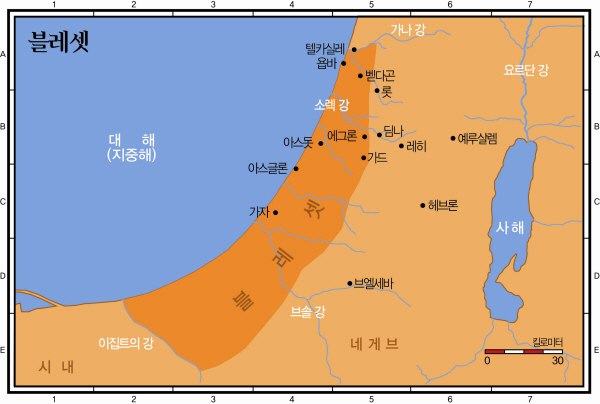 1 2 3 4 5 6 7
블레셋
가나 강
텔카실레
욥바
벧다곤
요르단 강
롯
소렉 강
대 해
(지중해)
아스돗
에그론
딤나
레히
예루살렘
가드
아스글론
가자
헤브론
사해
블 레 셋
브엘세바
브솔 강
이집트의 강
네게브
시 내
킬로미터
0 30
A
B
C
D
E
A
B
C
D
E
1 2 3 4 5 6 7